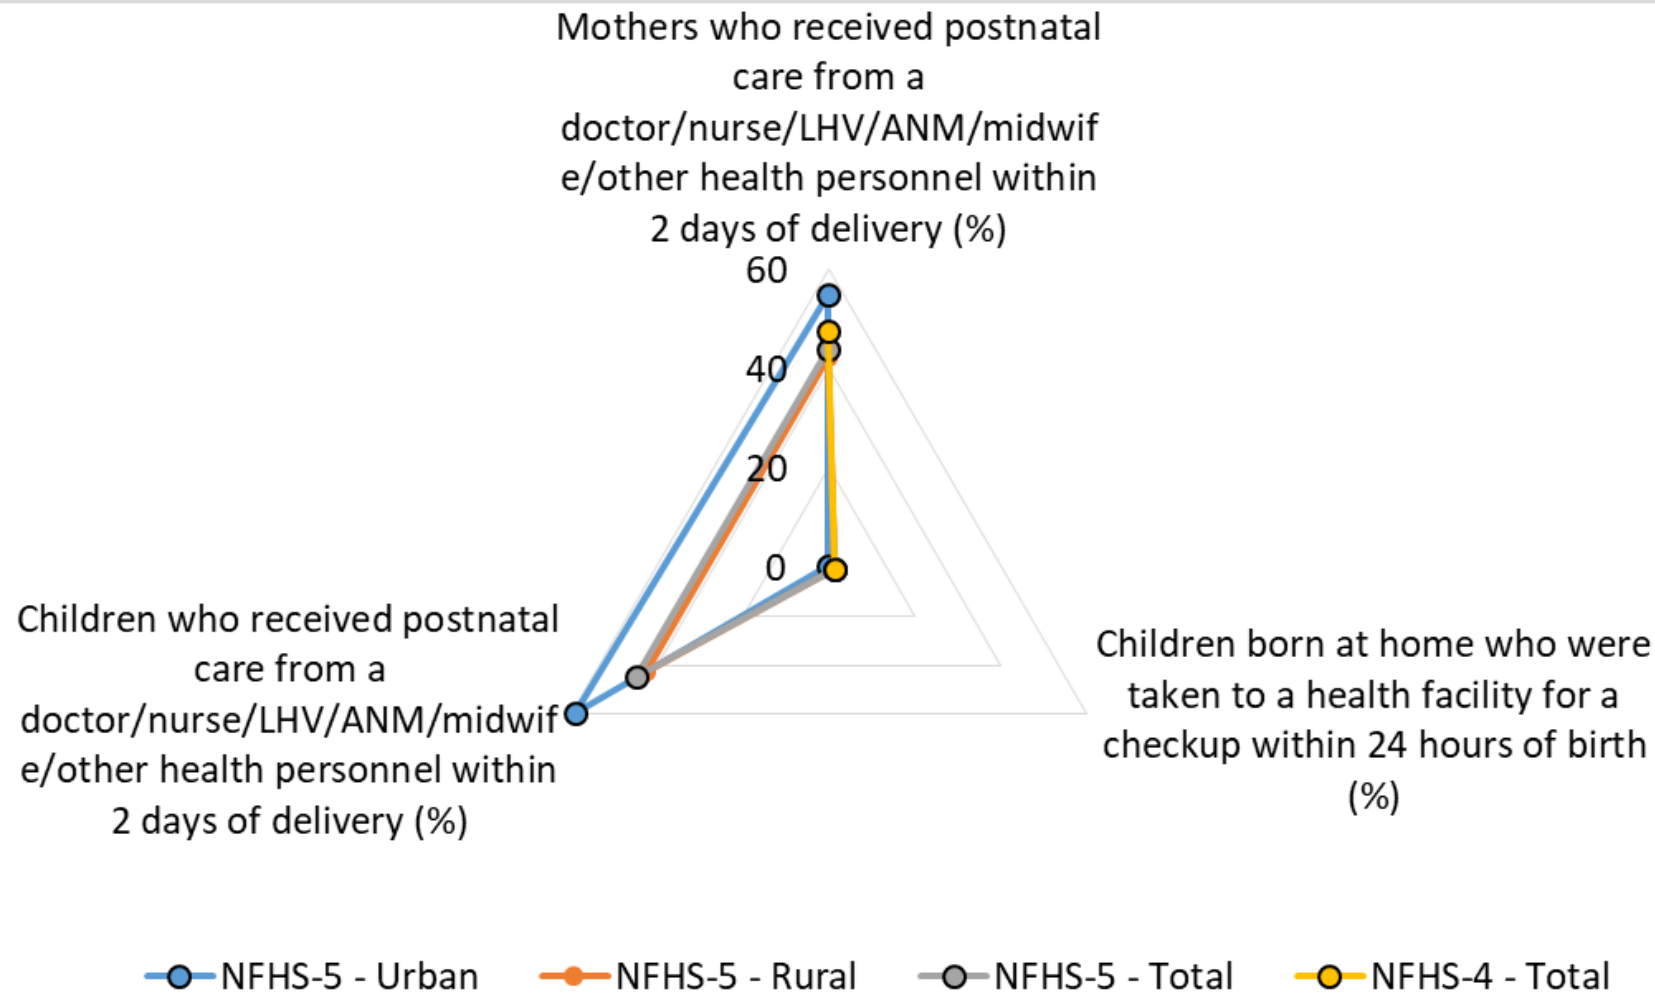 Mothers who received postnatal
care from a
doctor/nurse/LHV/ANM/midwif
e/other health personnel within
2 days of delivery (%)
60
40
20
0
Children who received postnatal
care from a
doctor/nurse/LHV/ANM/midwif
e/other health personnel within
2 days of delivery (%)
Children born at home who were
taken to a health facility for a
checkup within 24 hours of birth
(%)
NFHS-5 - Urban NFHS-5 - Rural NFHS-5 - Total NFHS-4 - Total